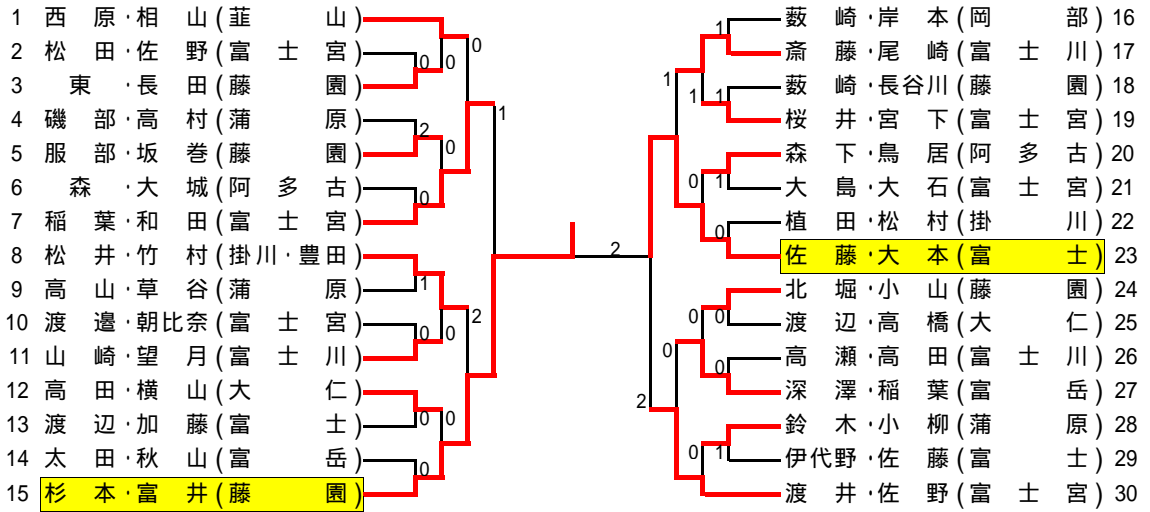 1 西原・相山(韮山)
2 松田・佐野(富士宮)
3 東・長田(藤園)
4 磯部・高村(蒲原)
5 服部・坂巻(藤園)
6 森・大城(阿多古)
7 稲葉・和田(富士宮)
8 松井・竹村(掛川・豊田)
9 高山・草谷(蒲原)
10 渡邉・朝比奈(富士宮)
11 山崎・望月(富士川)
12 高田・横山(大仁)
13 渡辺・加藤(富士)
14 太田・秋山(富岳)
15 杉本・富井(藤園)
0
0 0
1
2
0
0
1
2
0 0
0 0
0
2
1
1
1 1
0 1
0
0 0
0
0
2
0 1
薮崎・岸本(岡部) 16
斎藤・尾崎(富士川) 17
薮崎・長谷川(藤園) 18
桜井・宮下(富士宮) 19
森下・鳥居(阿多古) 20
大島・大石(富士宮) 21
植田・松村(掛川) 22
佐藤・大本(富士) 23
北堀・小山(藤園) 24
渡辺・高橋(大仁) 25
高瀬・高田(富士川) 26
深澤・稲葉(富岳) 27
鈴木・小柳(蒲原) 28
伊代野・佐藤(富士) 29
渡井・佐野(富士宮) 30